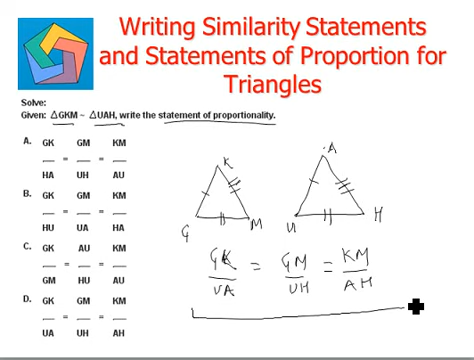 Writing Similarity Statements
and Statements of Proportion for
Triangles
Solve:
Given: △GKM ~ △UAH, write the statement of proportionality.
A. GK/HA = GM/UH = KM/AU
B. GK/HU = GM/UA = KM/HA
C. GK/GM = AU/HU = KM/AU
D. GK/UA = GM/UH = KM/AH
K
G
M
A
U
H
GK/UA = GM/UH = KM/AH